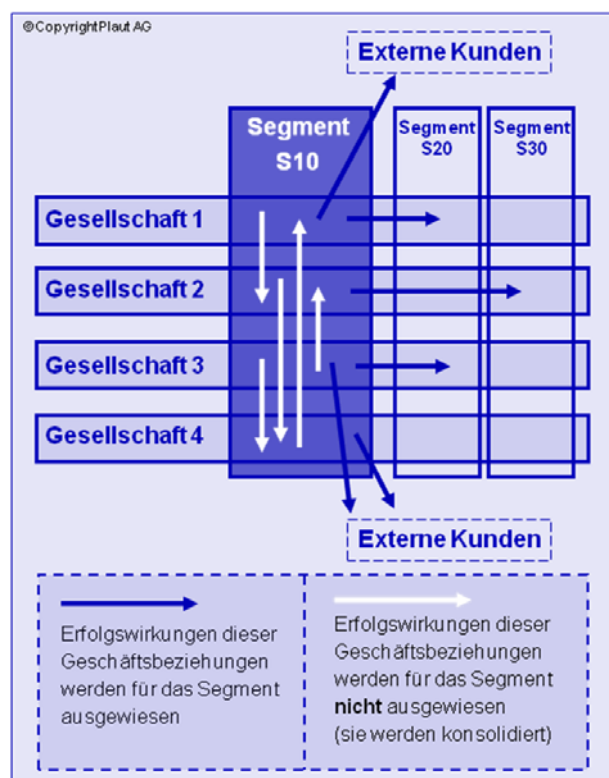 ©CopyrightPlaut AG
Externe Kunden
Segment
S10
Segment
S20
Segment
S30
Gesellschaft 1
Gesellschaft 2
Gesellschaft 3
Gesellschaft 4
Externe Kunden
Erfolgswirkungen dieser
Geschäftsbeziehungen
werden für das Segment
ausgewiesen
Erfolgswirkungen dieser
Geschäftsbeziehungen
werden für das Segment
nicht ausgewiesen
(sie werden konsolidiert)